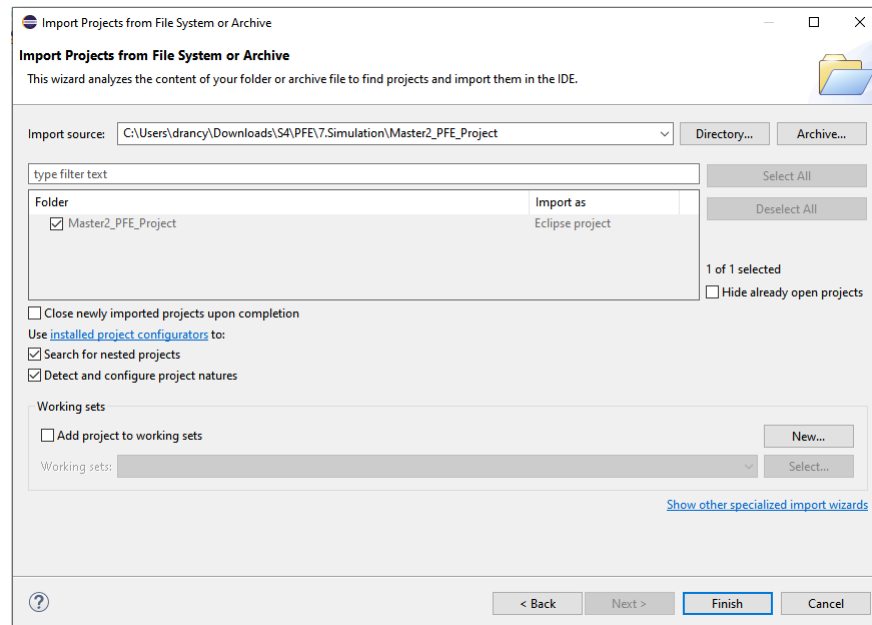 Import Projects from File System or Archive
Import Projects from File System or Archive
This wizard analyzes the content of your folder or archive file to find projects and import them in the IDE.
Import source: C:\Users\drancy\Downloads\S4\PFE\7.Simulation\Master2_PFE_Project Directory... Archive...
type filter text Select All
Folder Import as Deselect All
Master2_PFE_Project Eclipse project
1 of 1 selected
Hide already open projects
Close newly imported projects upon completion
Use installed project configurators to:
Search for nested projects
Detect and configure project natures
Working sets
Add project to working sets New...
Working sets: Select...
Show other specialized import wizards
? < Back Next > Finish Cancel